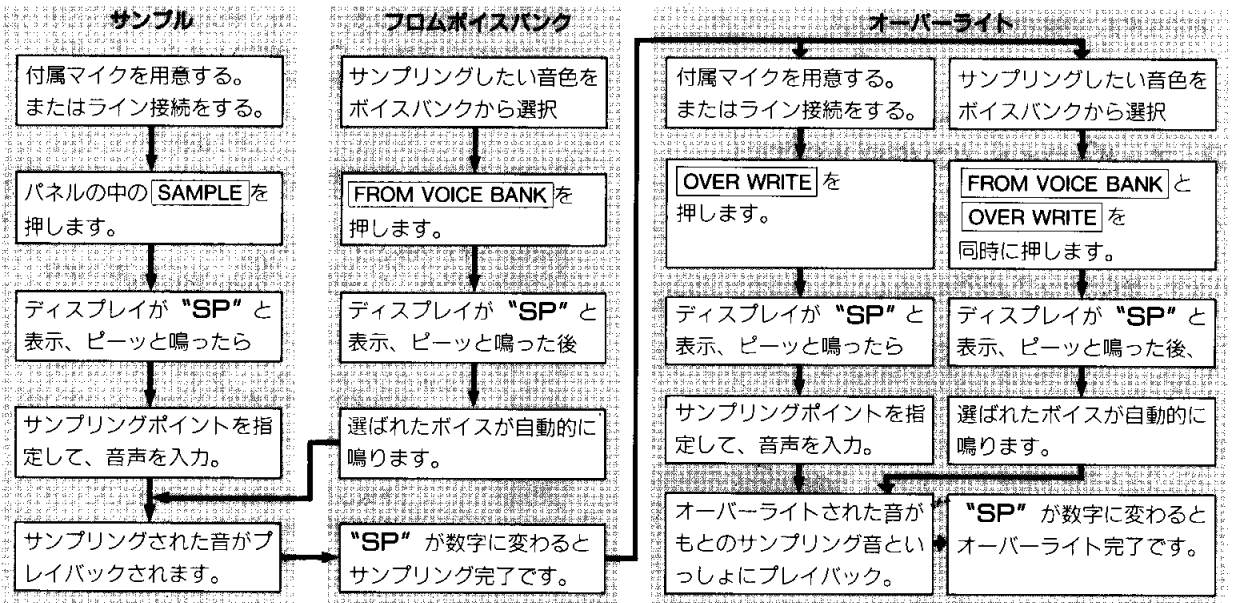 サンプル
付属マイクを用意する。
またはライン接続をする。
パネルの中の SAMPLE を
押します。
ディスプレイが "SP" と
表示、ピーッと鳴ったら
サンプリングポイントを指
定して、音声を入力。
サンプリングされた音がプ
レイバックされます。
フロムボイスバンク
サンプリングしたい音色を
ボイスバンクから選択
FROM VOICE BANK を
押します。
ディスプレイが "SP" と
表示、ピーッと鳴った後
選ばれたボイスが自動的に
鳴ります。
"SP" が数字に変わると
サンプリング完了です。
オーバーライト
付属マイクを用意する。
またはライン接続をする。
OVER WRITE を
押します。
ディスプレイが "SP" と
表示、ピーッと鳴ったら
サンプリングポイントを指
定して、音声を入力。
オーバーライトされた音が
もとのサンプリング音とい
っしょにプレイバック。
サンプリングしたい音色を
ボイスバンクから選択
FROM VOICE BANK と
OVER WRITE を
同時に押します。
ディスプレイが "SP" と
表示、ピーッと鳴った後、
選ばれたボイスが自動的に
鳴ります。
"SP" が数字に変わると
オーバーライト完了です。